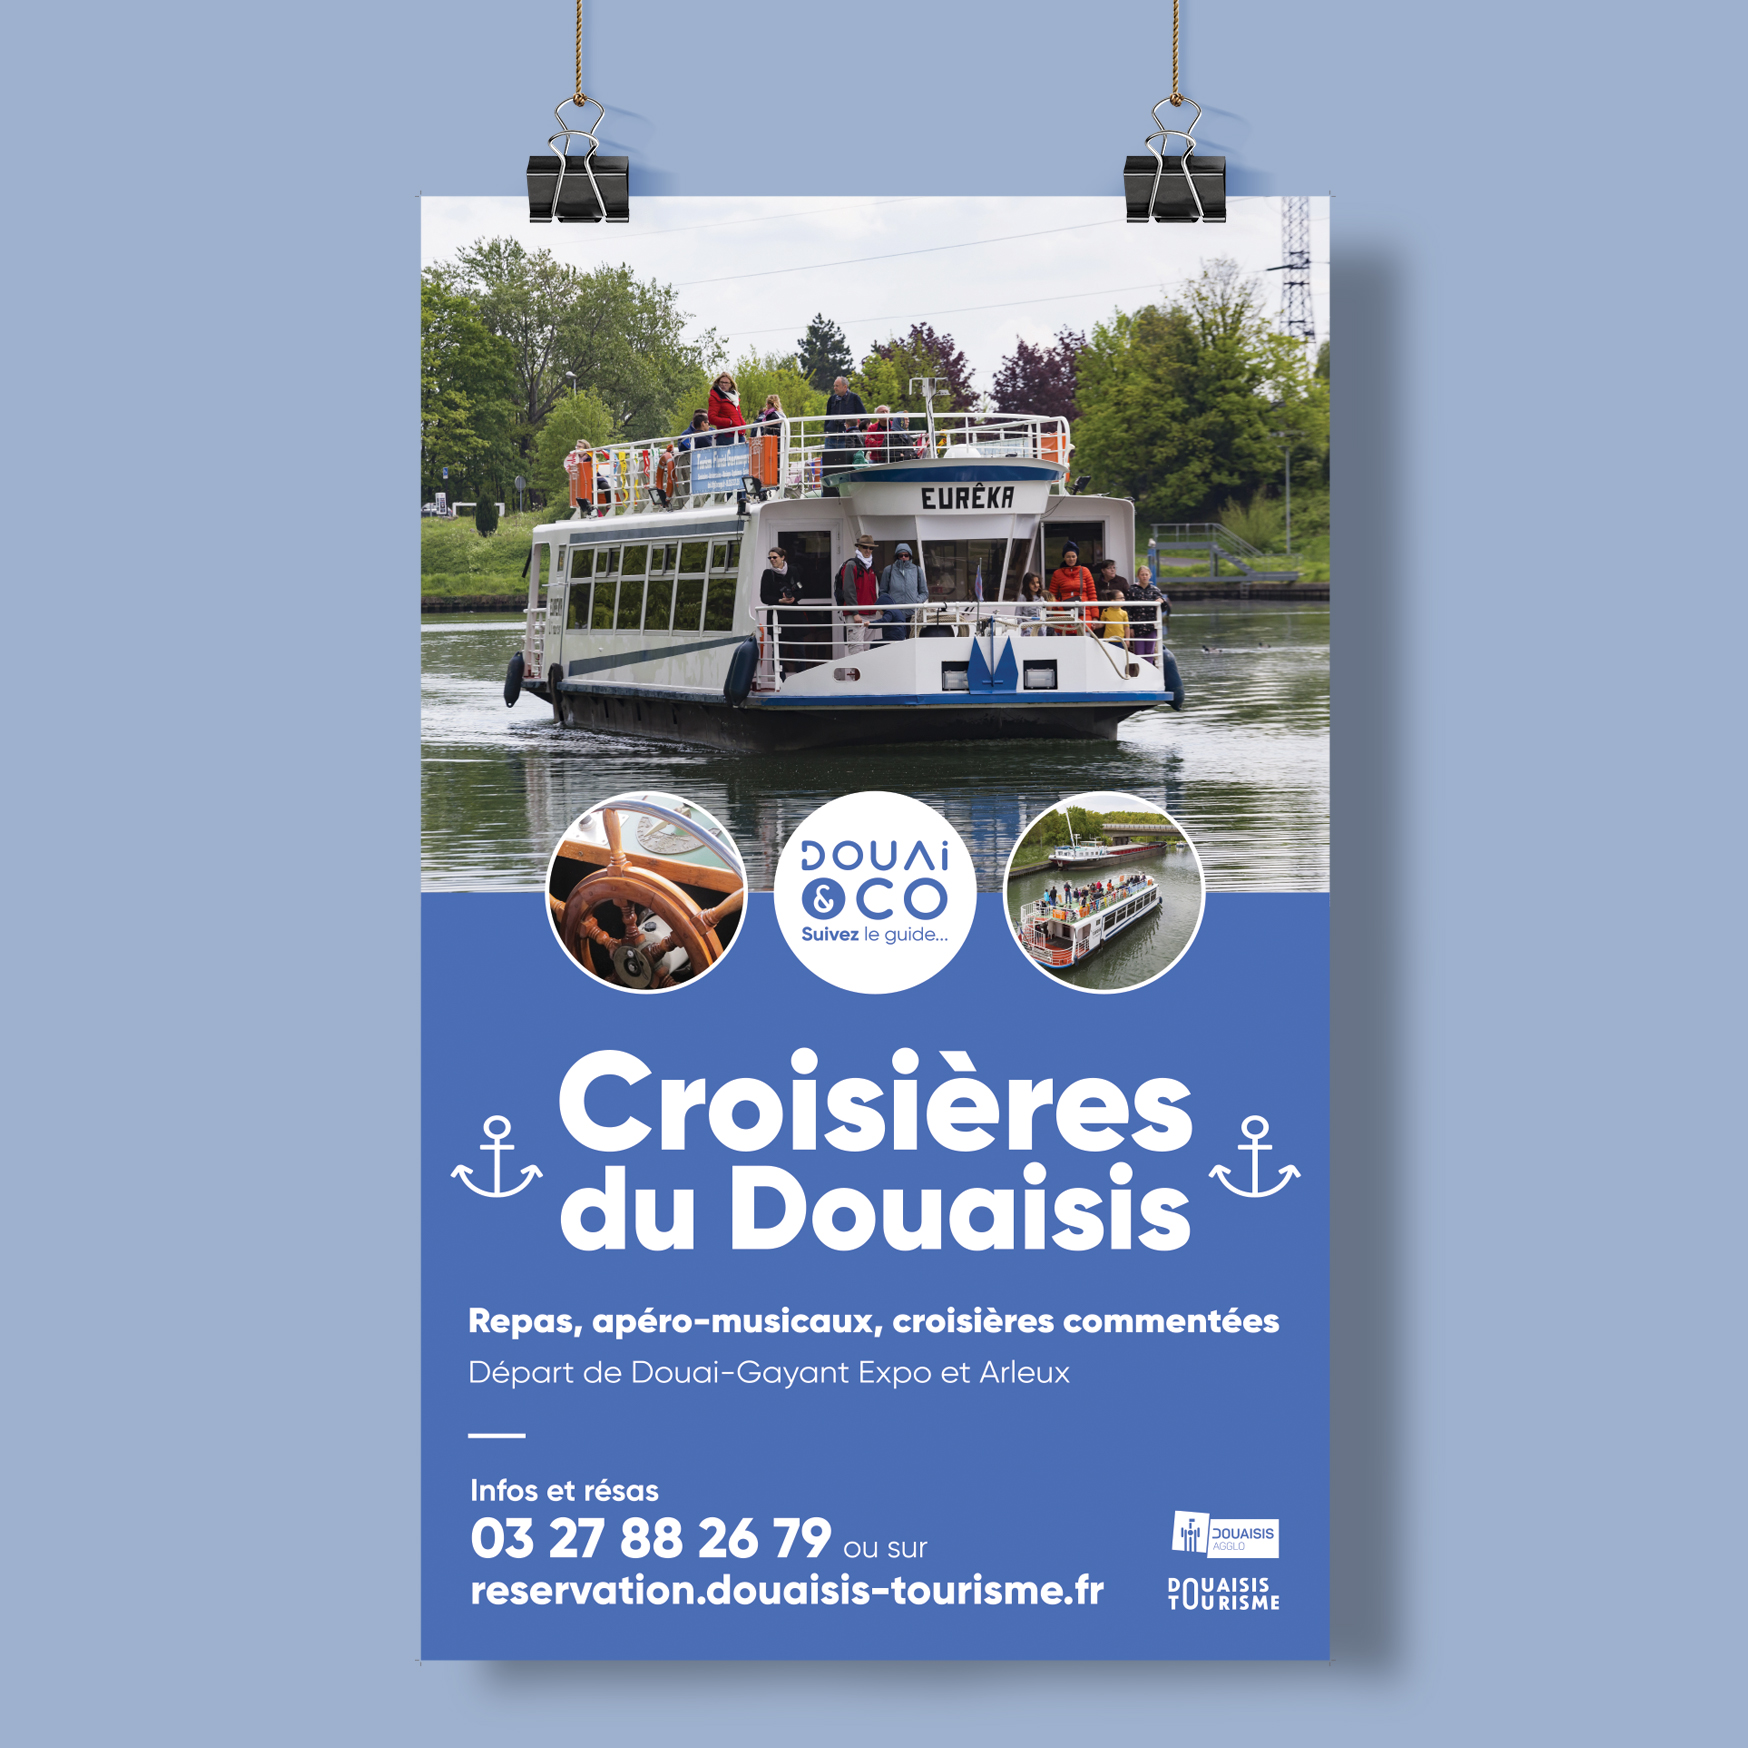 EURÊKA
DOUAi
& CO
Suivez le guide...
Croisières
du Douaisis
Repas, apéro-musicaux, croisières commentées
Départ de Douai-Gayant Expo et Arleux
Infos et résas
03 27 88 26 79 ou sur
reservation.douaisis-tourisme.fr
DOUAISIS
AGGLO
DOUAISIS
TOURISME